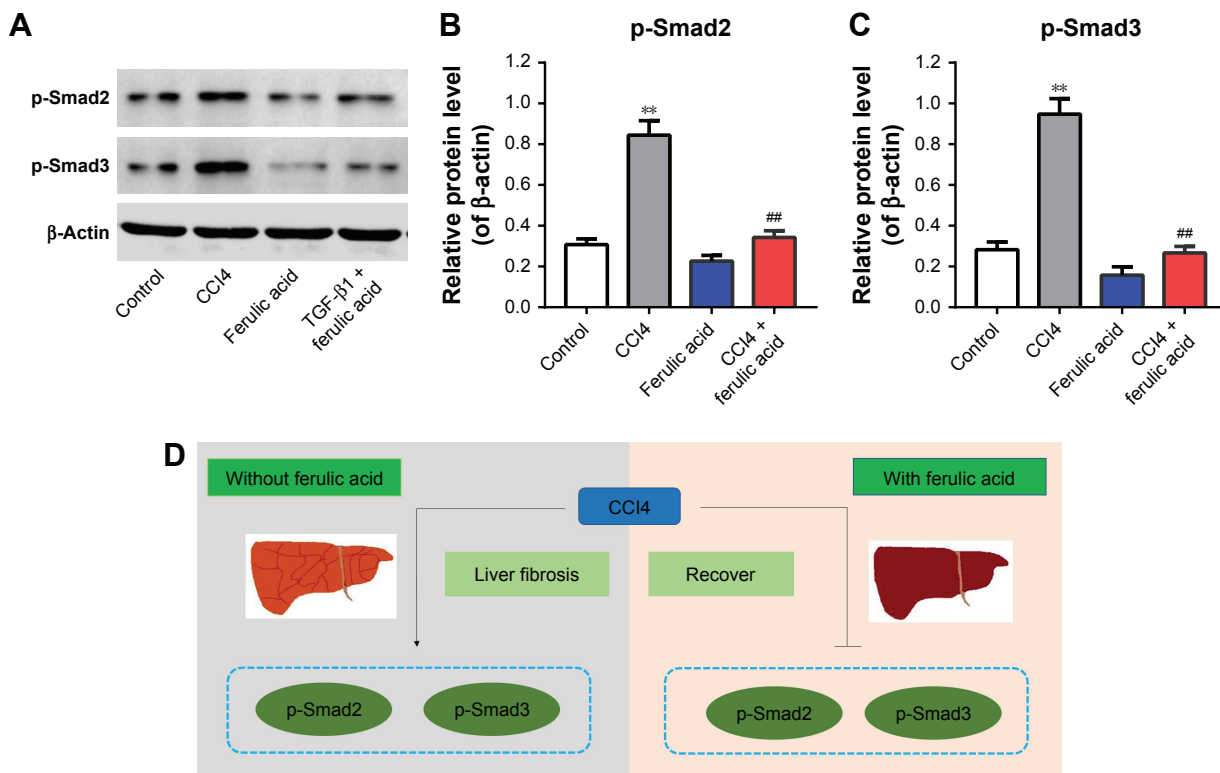 A
p-Smad2
p-Smad3
β-Actin
Control
CCl4
Ferulic acid
TGF-β1 +
ferulic acid
B
p-Smad2
Relative protein level
(of β-actin)
1.2
1.0
0.8
0.6
0.4
0.2
0.0
**
##
Control
CCl4
Ferulic acid
CCl4 +
ferulic acid
C
p-Smad3
Relative protein level
(of β-actin)
1.2
1.0
0.8
0.6
0.4
0.2
0.0
**
##
Control
CCl4
Ferulic acid
CCl4 +
ferulic acid
D
Without ferulic acid
With ferulic acid
CCl4
Liver fibrosis
Recover
p-Smad2
p-Smad3
p-Smad2
p-Smad3